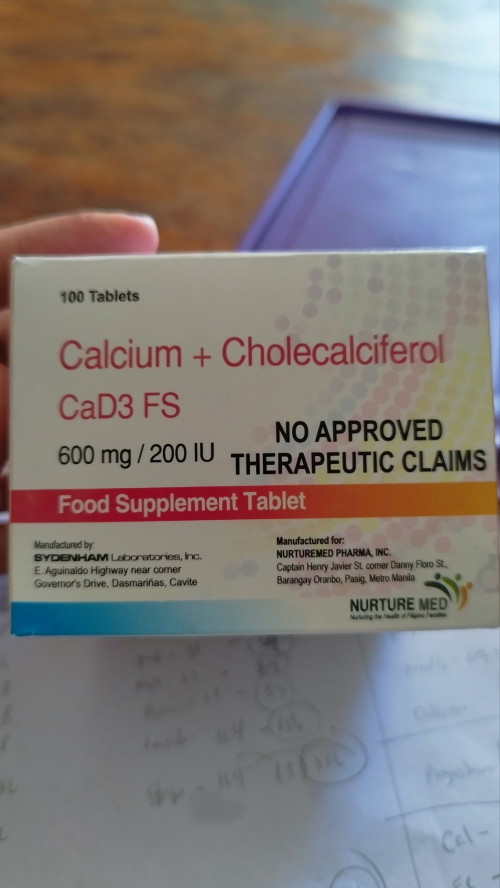 100 Tablets
Calcium + Cholecalciferol
CaD3 FS
600 mg / 200 IU
NO APPROVED
THERAPEUTIC CLAIMS
Food Supplement Tablet
Manufactured by:
SYDENHAM Laboratories, Inc.
E. Aguinaldo Highway near corner
Governor's Drive, Dasmariñas, Cavite
Manufactured for:
NURTUREMED PHARMA, INC.
Captain Henry Javier St. corner Danny Floro St.,
Barangay Oranbo, Pasig, Metro Manila
NURTURE MED
Nurturing the Health of Filipino Families
Cal -